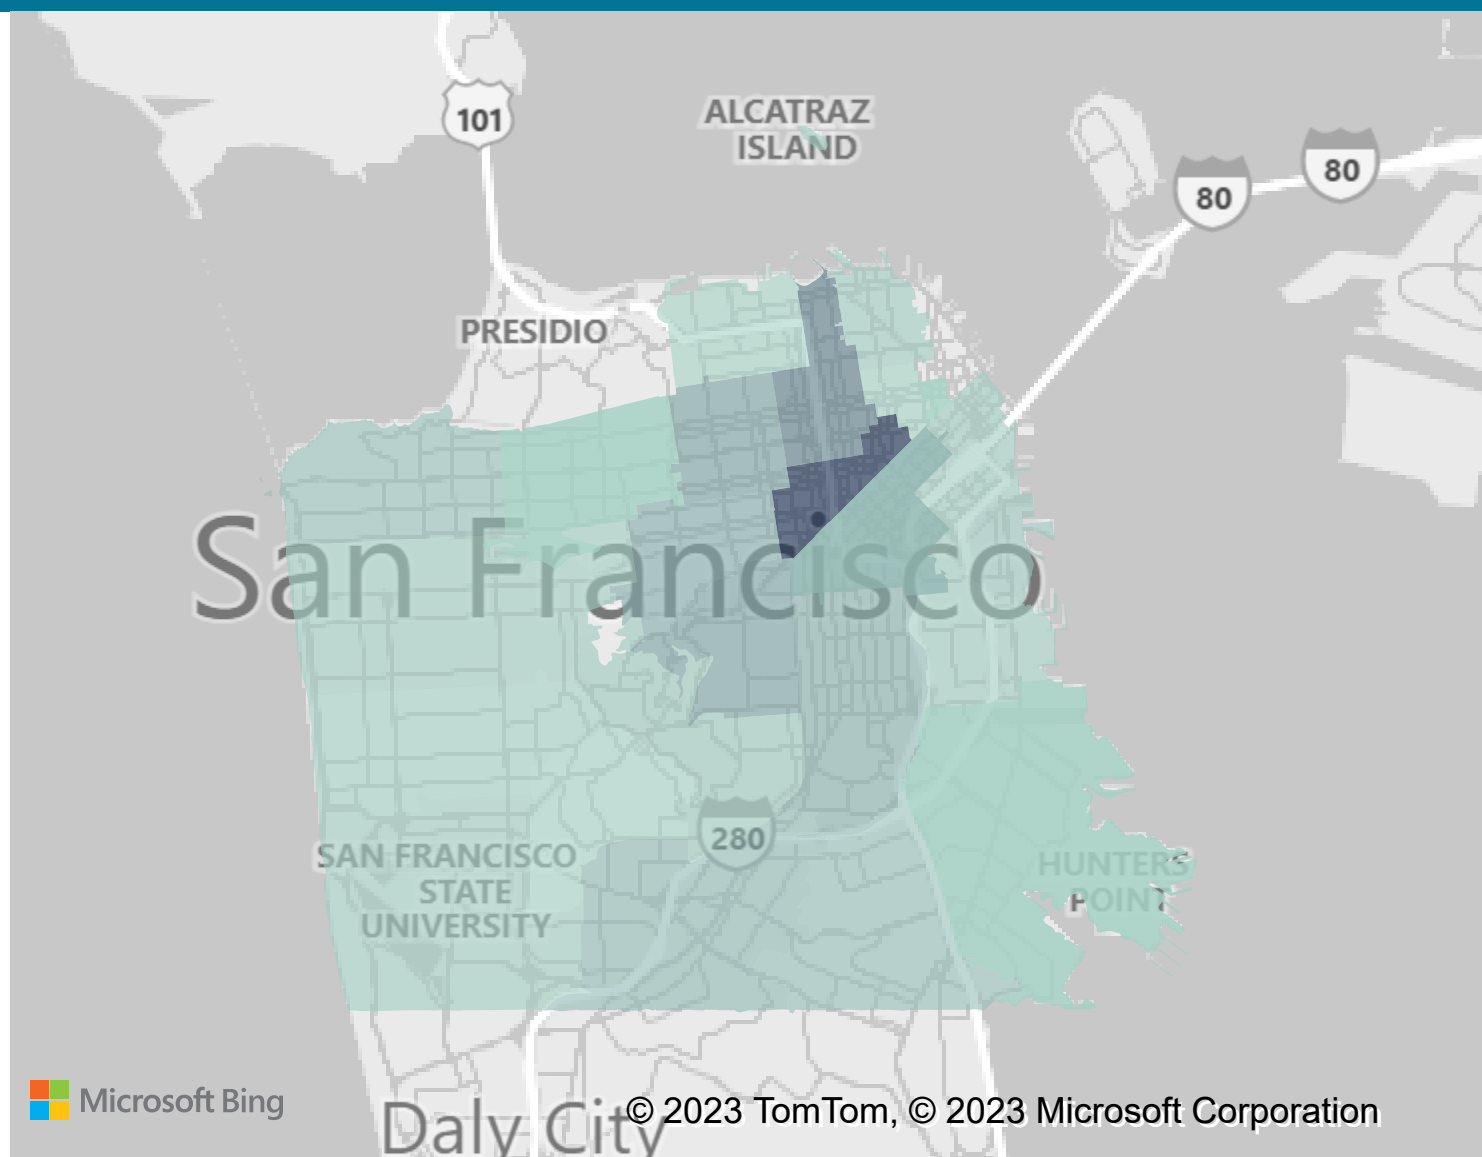 101
ALCATRAZ
ISLAND
80
80
PRESIDIO
San Francisco
280
SAN FRANCISCO
STATE
UNIVERSITY
HUNTERS
POINT
Microsoft Bing
Daly City
© 2023 TomTom, © 2023 Microsoft Corporation